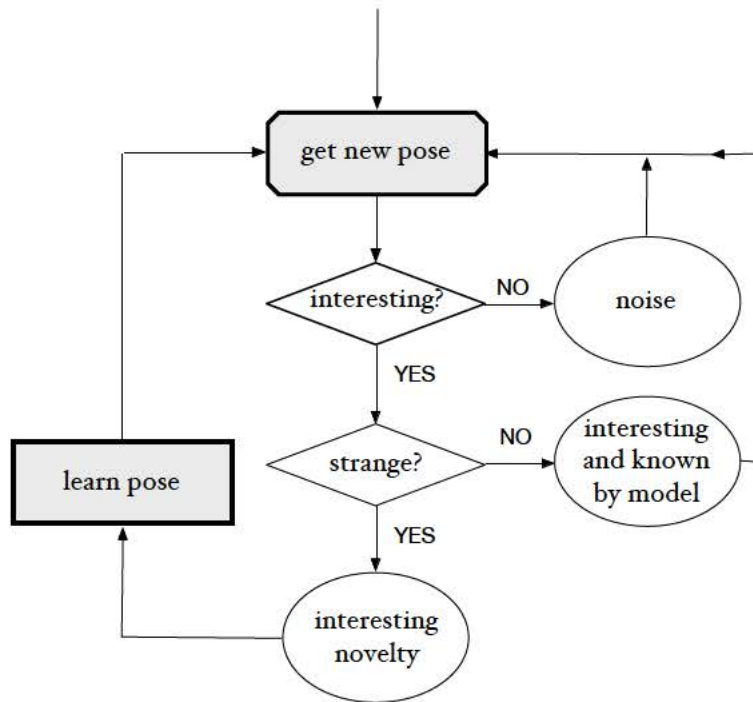 get new pose
interesting?
NO
noise
YES
strange?
NO
interesting
and known
by model
learn pose
YES
interesting
novelty